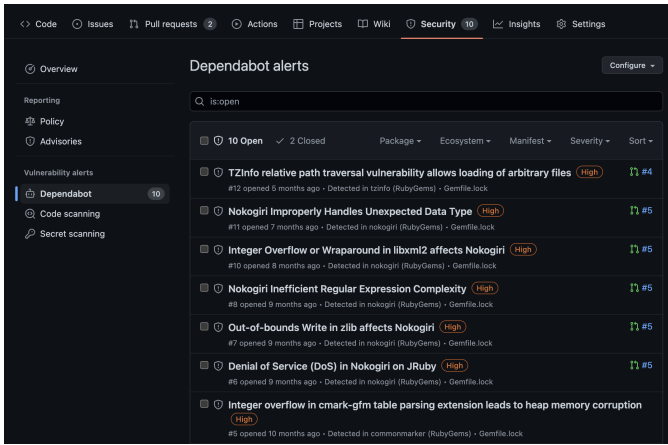 Code Issues Pull requests 2 Actions Projects Wiki Security 10 Insights Settings
Overview
Reporting
Policy
Advisories
Vulnerability alerts
Dependabot 10
Code scanning
Secret scanning
Dependabot alerts
Configure
is:open
10 Open 2 Closed Package Ecosystem Manifest Severity Sort
TZInfo relative path traversal vulnerability allows loading of arbitrary files High #4
#12 opened 5 months ago • Detected in tzinfo (RubyGems) • Gemfile.lock
Nokogiri Improperly Handles Unexpected Data Type High #5
#11 opened 7 months ago • Detected in nokogiri (RubyGems) • Gemfile.lock
Integer Overflow or Wraparound in libxml2 affects Nokogiri High #5
#10 opened 8 months ago • Detected in nokogiri (RubyGems) • Gemfile.lock
Nokogiri Inefficient Regular Expression Complexity High #5
#8 opened 9 months ago • Detected in nokogiri (RubyGems) • Gemfile.lock
Out-of-bounds Write in zlib affects Nokogiri High #5
#7 opened 9 months ago • Detected in nokogiri (RubyGems) • Gemfile.lock
Denial of Service (DoS) in Nokogiri on JRuby High #5
#6 opened 9 months ago • Detected in nokogiri (RubyGems) • Gemfile.lock
Integer overflow in cmark-gfm table parsing extension leads to heap memory corruption
High
#5 opened 10 months ago • Detected in commonmarker (RubyGems) • Gemfile.lock